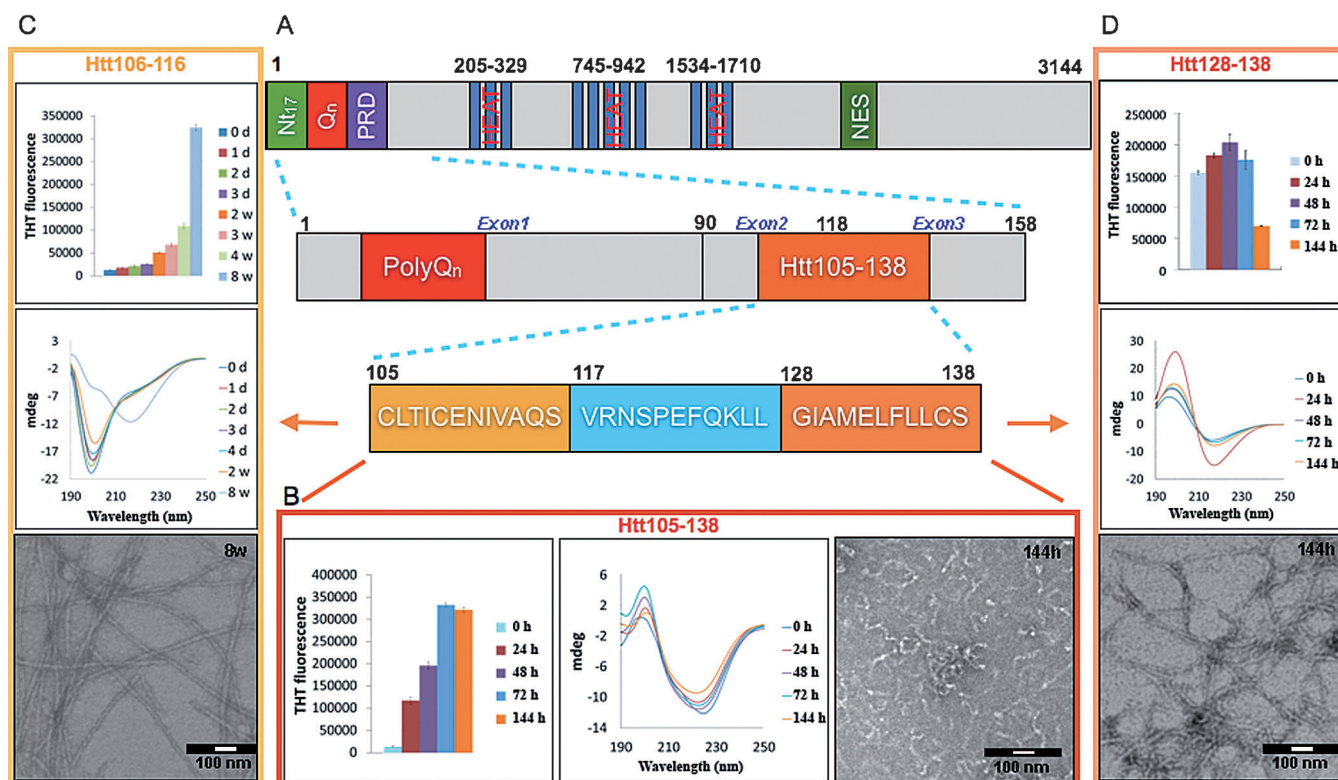 C
A
D
Htt106-116
THT fluorescence
350000
300000
250000
200000
150000
100000
50000
0
0 d
1 d
2 d
3 d
2 w
3 w
4 w
8 w
mdeg
3
-2
-7
-12
-17
-22
190 210 230 250
Wavelength (nm)
0 d
1 d
2 d
3 d
4 d
2 w
8 w
8w
100 nm
1 205-329 745-942 1534-1710 3144
Nt17 Qn PRD HEAT HEAT HEAT NES
1 Exon1 90 Exon2 118 Exon3 158
PolyQn Htt105-138
105 117 128 138
CLTICENIVAQS VRNSPEFQKLL GIAMELFLLCS
B
Htt105-138
THT fluorescence
400000
350000
300000
250000
200000
150000
100000
50000
0
0 h
24 h
48 h
72 h
144 h
mdeg
6
2
-2
-6
-10
-14
190 210 230 250
Wavelength (nm)
0 h
24 h
48 h
72 h
144 h
144h
100 nm
Htt128-138
THT fluorescence
250000
200000
150000
100000
50000
0
0 h
24 h
48 h
72 h
144 h
mdeg
30
20
10
0
-10
-20
190 210 230 250
Wavelength (nm)
0 h
24 h
48 h
72 h
144 h
144h
100 nm